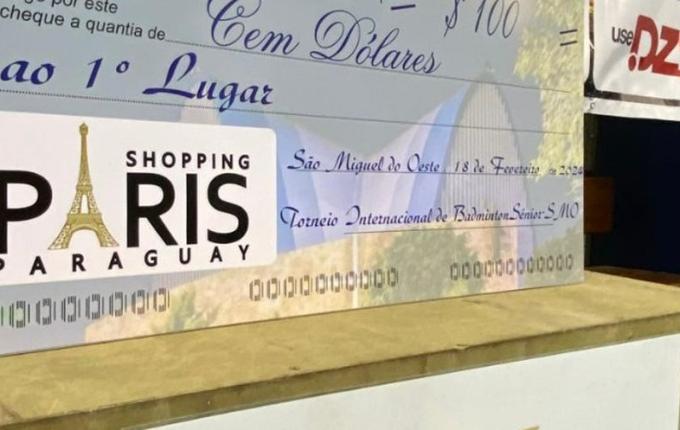 por este
$ 100
cheque a quantia de Cem Dólares
ao 1º Lugar
SHOPPING
PARIS
PARAGUAY
São Miguel do Oeste, 18 de Fevereiro de 2024
Torneio Internacional de Badminton Sênior SMO
use DZ